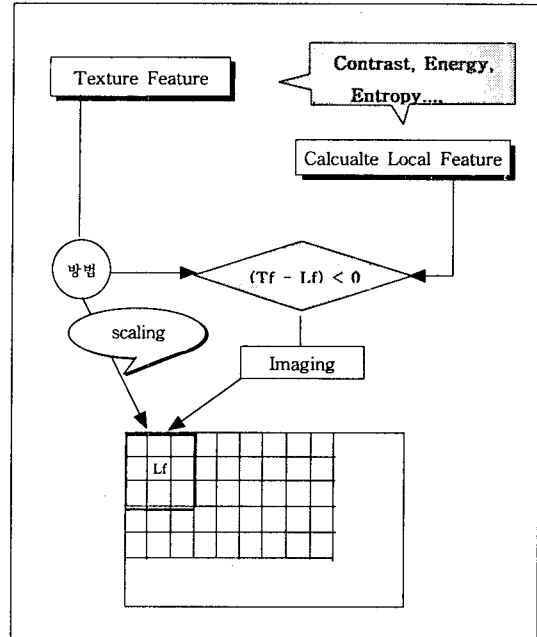 Texture Feature
Contrast, Energy,
Entropy....
Calcualte Local Feature
방법
(Tf - Lf) < 0
scaling
Imaging
Lf